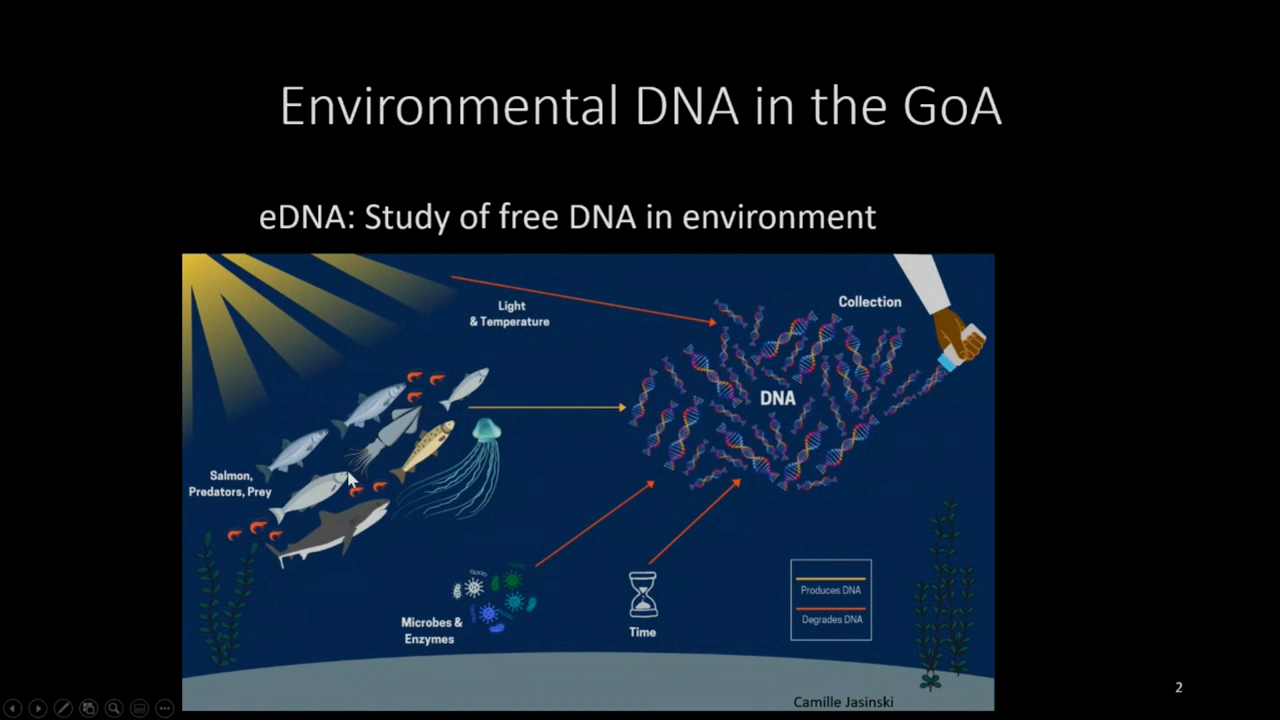 Environmental DNA in the GoA
eDNA: Study of free DNA in environment
Light
& Temperature
Collection
DNA
Salmon,
Predators, Prey
Microbes &
Enzymes
Time
Produces DNA
Degrades DNA
Camille Jasinski
2